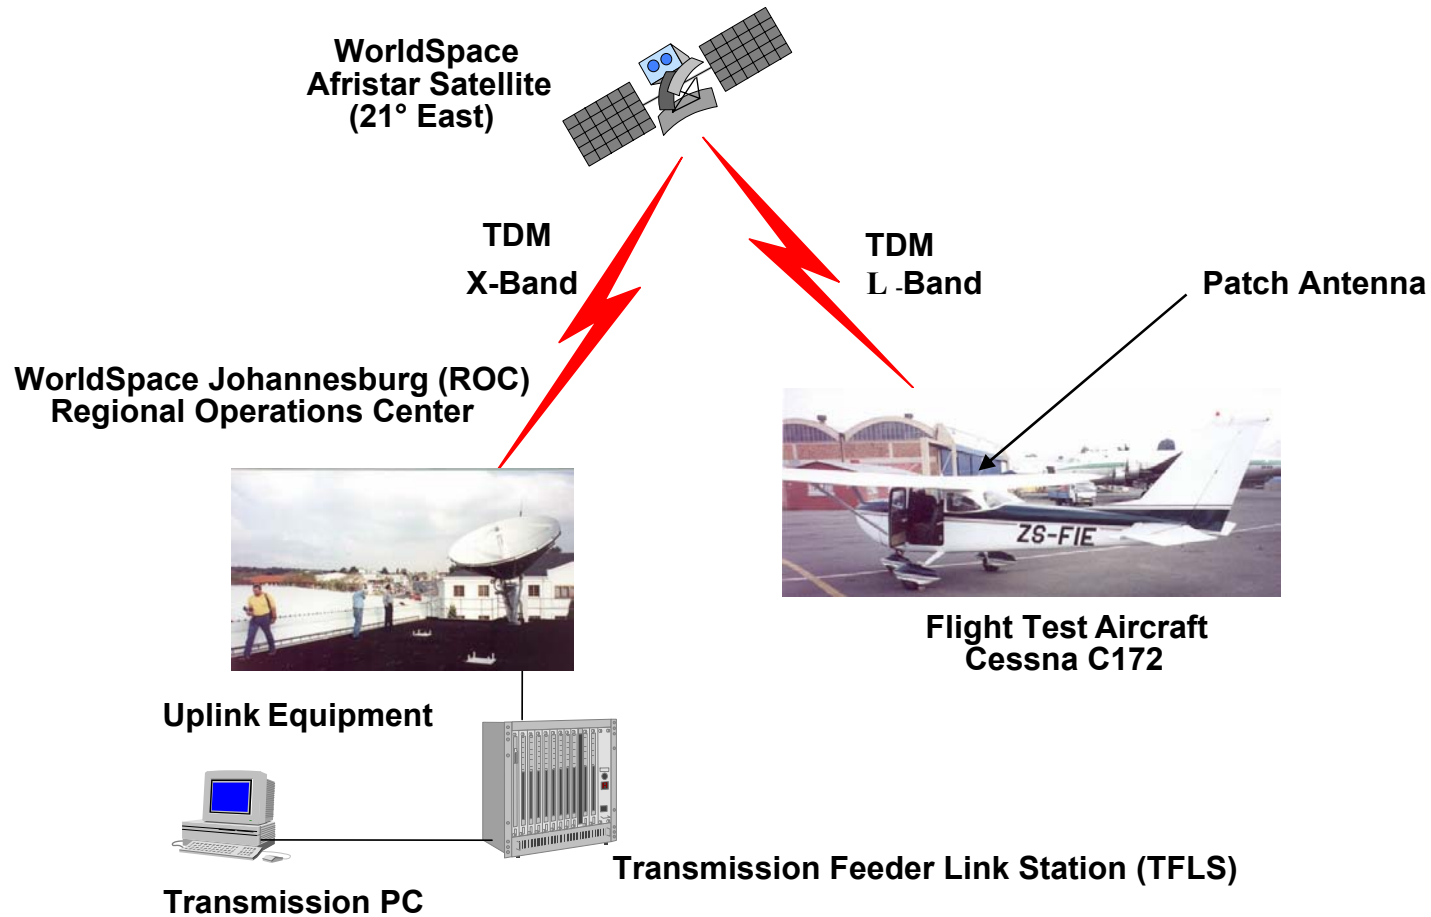 WorldSpace
Afristar Satellite
(21° East)
TDM
X-Band
TDM
L -Band
Patch Antenna
WorldSpace Johannesburg (ROC)
Regional Operations Center
ZS-FIE
Flight Test Aircraft
Cessna C172
Uplink Equipment
Transmission Feeder Link Station (TFLS)
Transmission PC